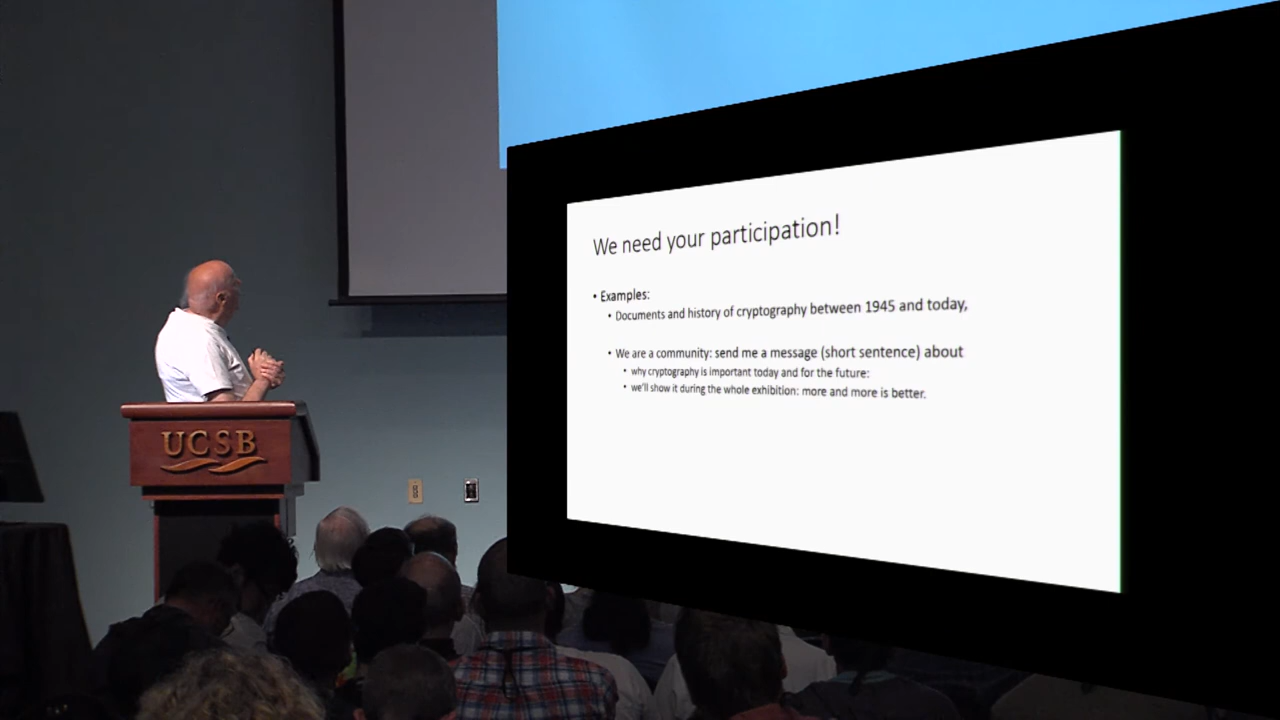 UCSB
We need your participation!
• Examples:
• Documents and history of cryptography between 1945 and today,
• We are a community: send me a message (short sentence) about
• why cryptography is important today and for the future:
• we'll show it during the whole exhibition: more and more is better.